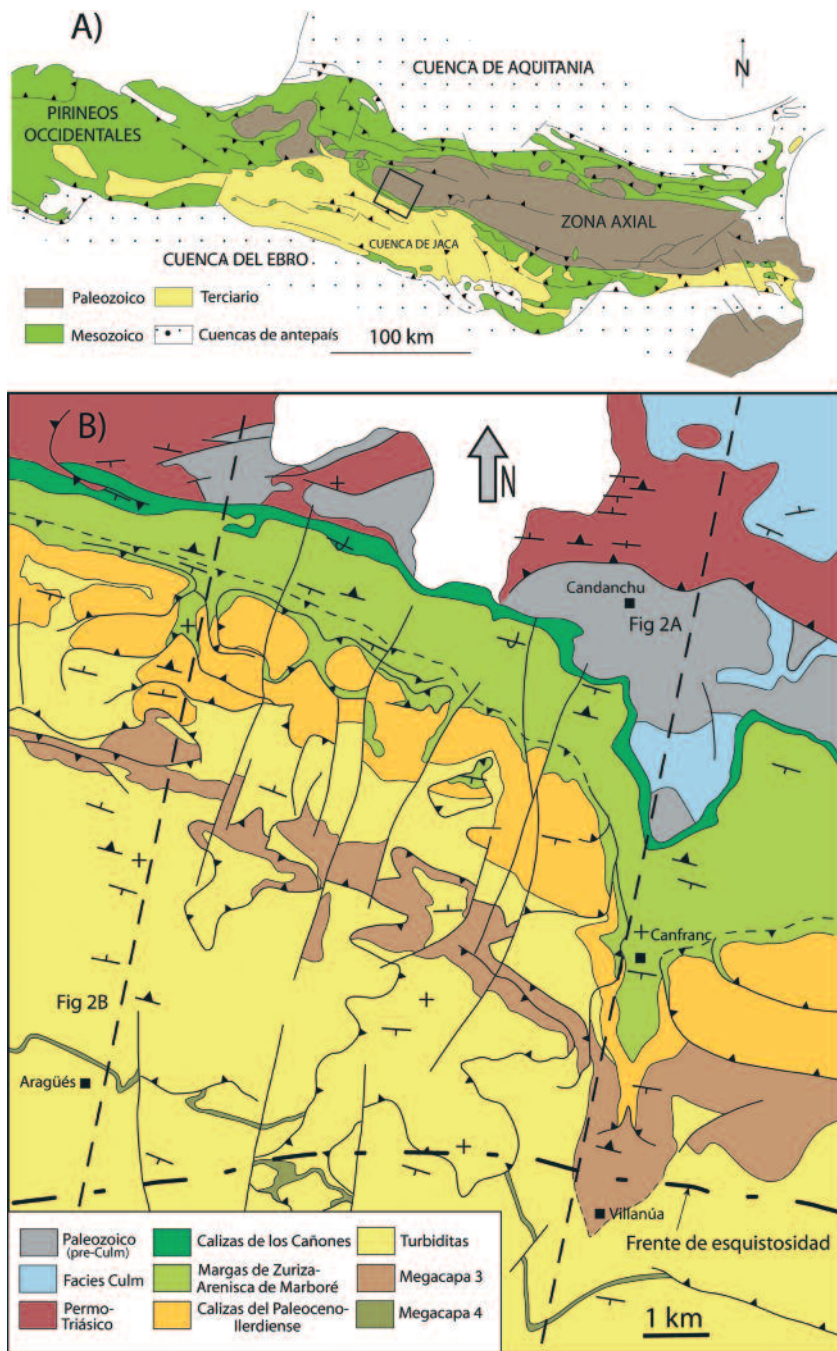 A)
CUENCA DE AQUITANIA
N
PIRINEOS
OCCIDENTALES
ZONA AXIAL
CUENCA DE JACA
CUENCA DEL EBRO
Paleozoico
Terciario
Mesozoico
Cuencas de antepaís
100 km
B)
N
Candanchu
Fig 2A
Canfranc
Fig 2B
Aragüés
Villanúa
Frente de esquistosidad
1 km
Paleozoico
(pre-Culm)
Calizas de los Cañones
Turbiditas
Facies Culm
Margas de Zuriza-
Arenisca de Marboré
Megacapa 3
Permo-
Triásico
Calizas del Paleoceno-
Ilerdiense
Megacapa 4